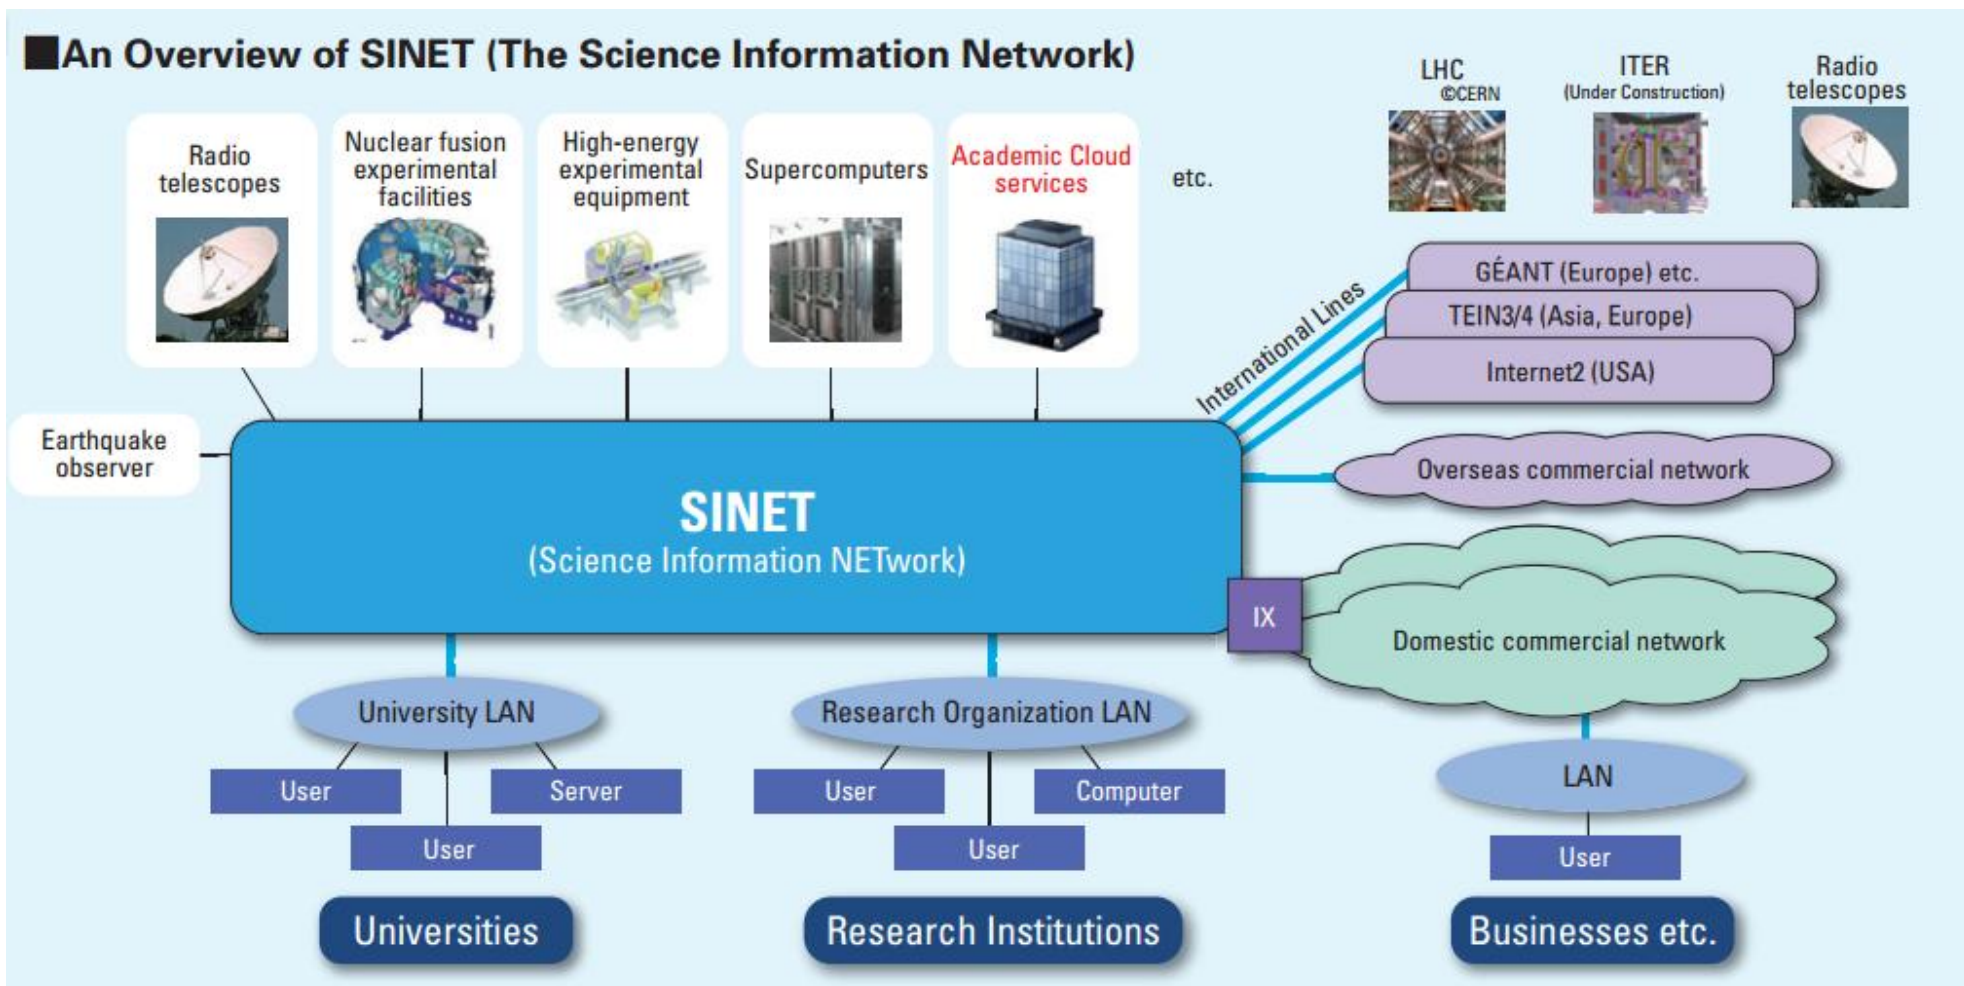 ■An Overview of SINET (The Science Information Network)
LHC
©CERN
ITER
(Under Construction)
Radio
telescopes
Radio
telescopes
Nuclear fusion
experimental
facilities
High-energy
experimental
equipment
Supercomputers
Academic Cloud
services
etc.
International Lines
GÉANT (Europe) etc.
TEIN3/4 (Asia, Europe)
Internet2 (USA)
Earthquake
observer
SINET
(Science Information NETwork)
Overseas commercial network
IX
Domestic commercial network
University LAN
User
Server
User
Research Organization LAN
User
Computer
User
LAN
User
Universities
Research Institutions
Businesses etc.